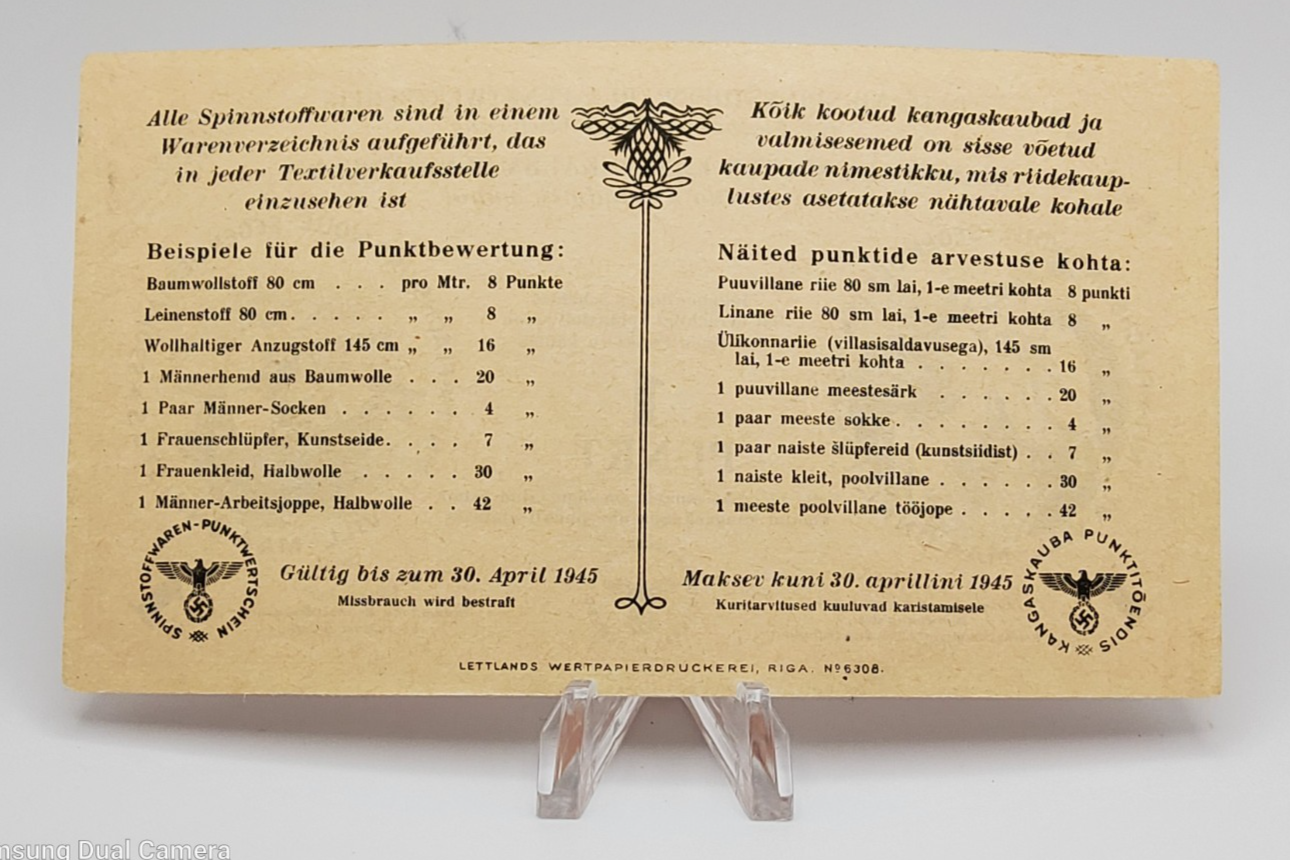 Alle Spinnstoffwaren sind in einem
Warenverzeichnis aufgeführt, das
in jeder Textilverkaufsstelle
einzusehen ist
Beispiele für die Punktbewertung:
Baumwollstoff 80 cm . . . pro Mtr. 8 Punkte
Leinenstoff 80 cm . . . . . „ „ 8 „
Wollhaltiger Anzugstoff 145 cm „ „ 16 „
1 Männerhemd aus Baumwolle . . . 20 „
1 Paar Männer-Socken . . . . . . 4 „
1 Frauenschlüpfer, Kunstseide . . . . 7 „
1 Frauenkleid, Halbwolle . . . . . 30 „
1 Männer-Arbeitsjoppe, Halbwolle . . 42 „
SPINNSTOFFWAREN-PUNKTWERTSCHEIN
Gültig bis zum 30. April 1945
Missbrauch wird bestraft
Kõik kootud kangaskaubad ja
valmisesemed on sisse võetud
kaupade nimestikku, mis riidekaup-
lustes asetatakse nähtavale kohale
Näited punktide arvestuse kohta:
Puuvillane riie 80 sm lai, 1-e meetri kohta 8 punkti
Linane riie 80 sm lai, 1-e meetri kohta 8 „
Ülikonnariie (villasisaldavusega), 145 sm
lai, 1-e meetri kohta . . . . . . . 16 „
1 puuvillane meestesärk . . . . . . 20 „
1 paar meeste sokke . . . . . . . . 4 „
1 paar naiste šlüpfereid (kunstsiidist) . . 7 „
1 naiste kleit, poolvillane . . . . . . 30 „
1 meeste poolvillane tööjope . . . . . 42 „
Maksev kuni 30. aprillini 1945
Kuritarvitused kuuluvad karistamisele
KANGASKAUBA PUNKTITÕENDIS
LETTLANDS WERTPAPIERDRUCKEREI, RIGA. № 6308.
msung Dual Camera